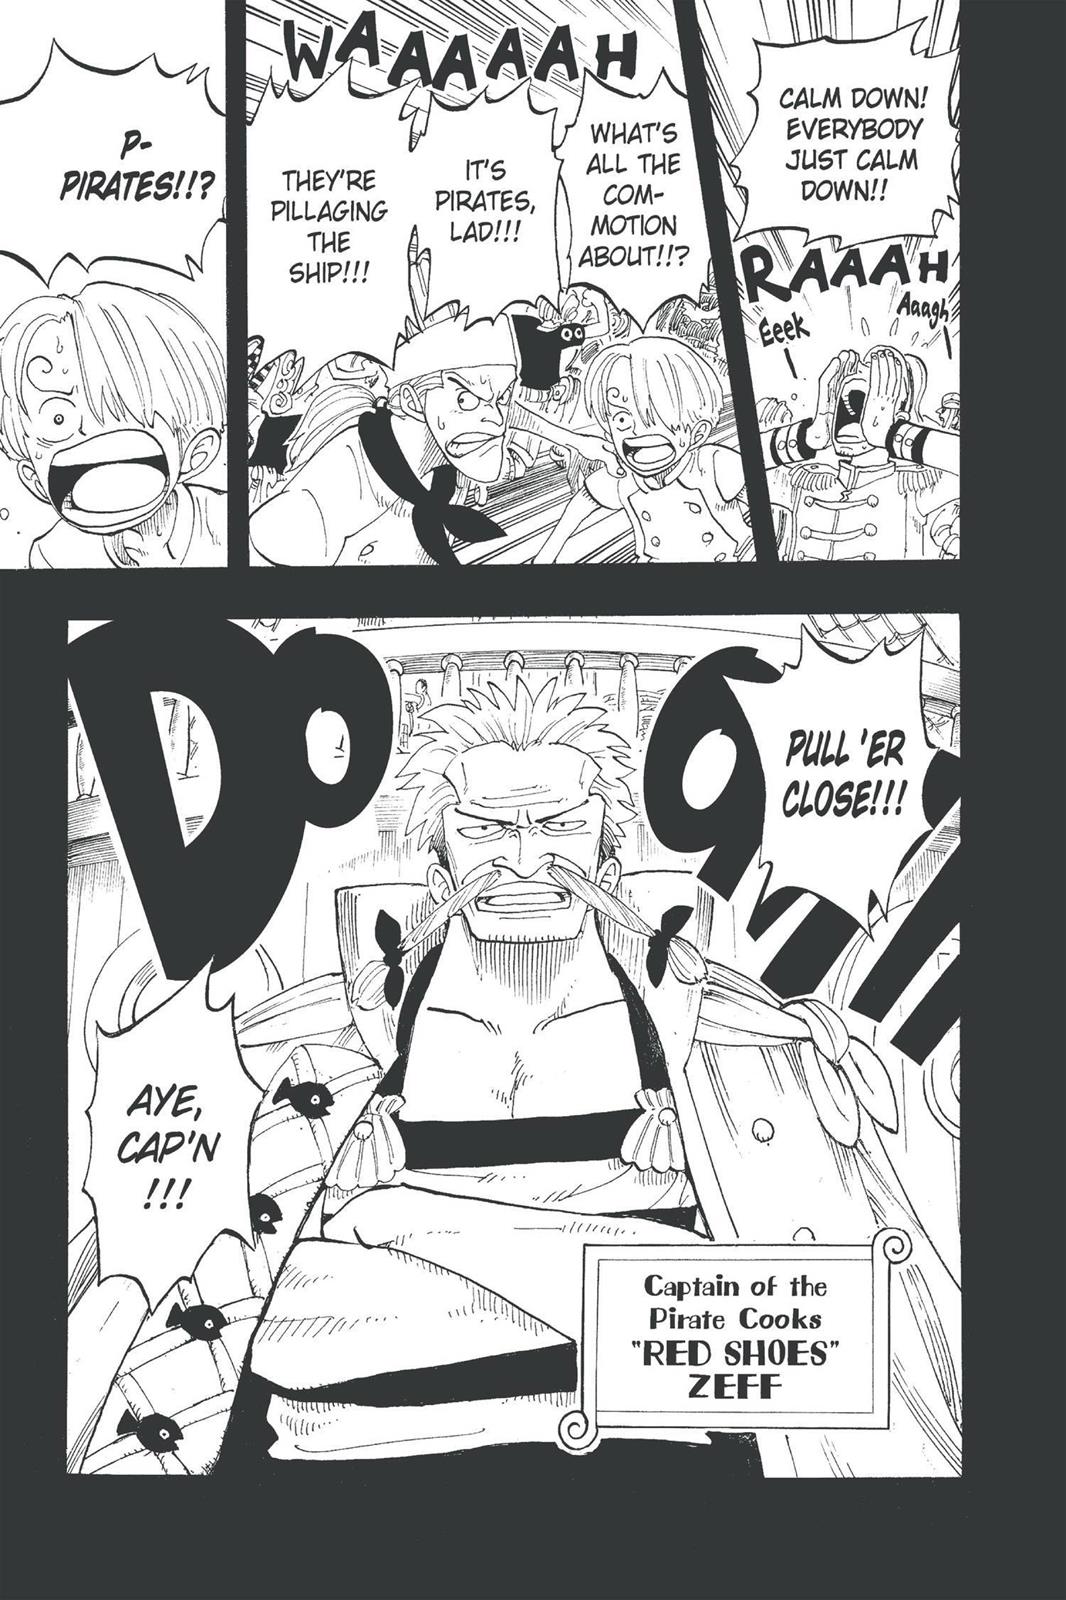 CALM DOWN!
EVERYBODY
JUST CALM
DOWN!!
RAAAH
Eeek
Aaagh
WAAAAAH
WHAT'S
ALL THE
COM-
MOTION
ABOUT!!?
IT'S
PIRATES,
LAD!!!
THEY'RE
PILLAGING
THE
SHIP!!!
P-
PIRATES!!?
PULL 'ER
CLOSE!!!
AYE,
CAP'N
!!!
Captain of the
Pirate Cooks
"RED SHOES"
ZEFF